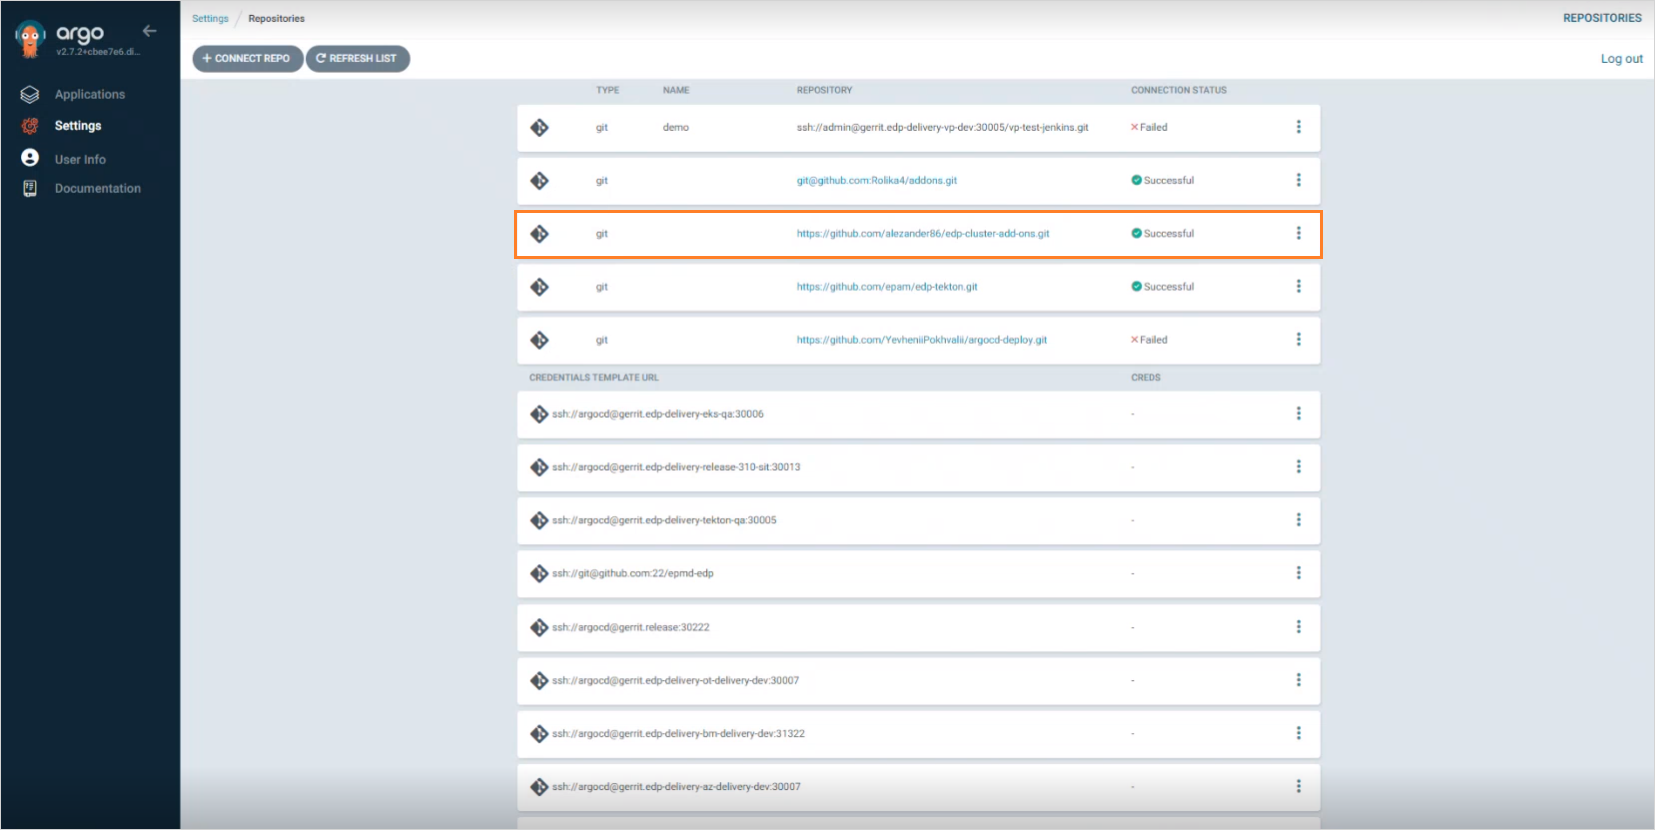 argo
v2.7.2+cbee7e6.di...
Applications
Settings
User Info
Documentation
Settings / Repositories
REPOSITORIES
+ CONNECT REPO
REFRESH LIST
Log out
TYPE NAME REPOSITORY CONNECTION STATUS
git demo ssh://admin@gerrit.edp-delivery-vp-dev:30005/vp-test-jenkins.git Failed
git git@github.com:Rolika4/addons.git Successful
git https://github.com/alezander86/edp-cluster-add-ons.git Successful
git https://github.com/epam/edp-tekton.git Successful
git https://github.com/YevheniiPokhvalii/argocd-deploy.git Failed
CREDENTIALS TEMPLATE URL CREDS
ssh://argocd@gerrit.edp-delivery-eks-qa:30006 -
ssh://argocd@gerrit.edp-delivery-release-310-sit:30013 -
ssh://argocd@gerrit.edp-delivery-tekton-qa:30005 -
ssh://git@github.com:22/epmd-edp -
ssh://argocd@gerrit.release:30222 -
ssh://argocd@gerrit.edp-delivery-ot-delivery-dev:30007 -
ssh://argocd@gerrit.edp-delivery-bm-delivery-dev:31322 -
ssh://argocd@gerrit.edp-delivery-az-delivery-dev:30007 -